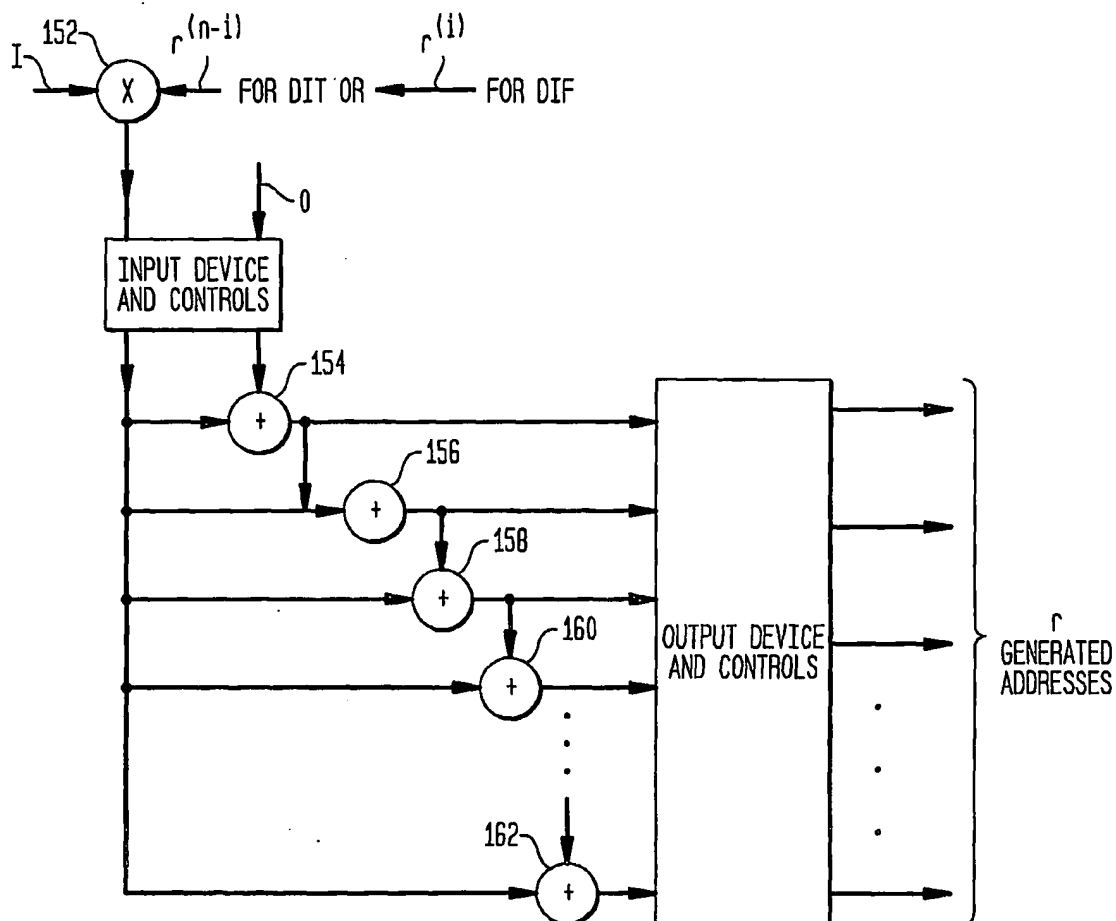 152
I
r(n-i)
r(i)
X
FOR DIT OR
FOR DIF
0
INPUT DEVICE
AND CONTROLS
154
+
156
+
158
+
160
+
162
+
OUTPUT DEVICE
AND CONTROLS
r
GENERATED
ADDRESSES